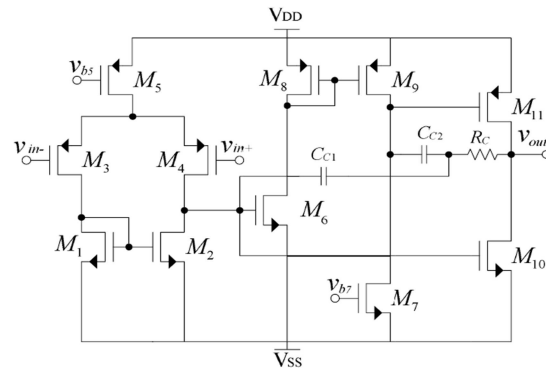 VDD
vb5
M5
M8
M9
M11
vin-
M3
M4
vin+
CC1
CC2
RC
vout
M1
M2
M6
M10
vb7
M7
VSS